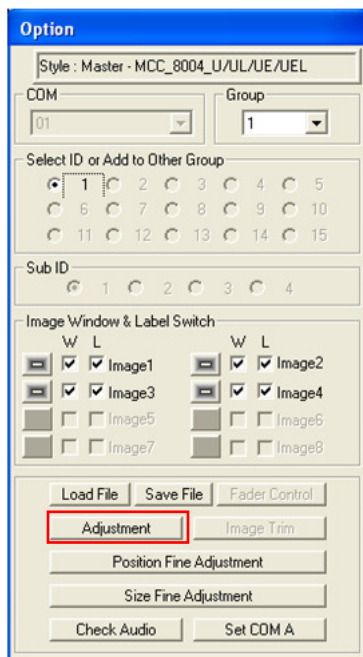 Option
Style : Master - MCC_8004_U/UL/UE/UEL
COM Group
01 1
Select ID or Add to Other Group
1 2 3 4 5
6 7 8 9 10
11 12 13 14 15
Sub ID
1 2 3 4
Image Window & Label Switch
W L W L
Image1 Image2
Image3 Image4
Image5 Image6
Image7 Image8
Load File Save File Fader Control
Adjustment Image Trim
Position Fine Adjustment
Size Fine Adjustment
Check Audio Set COM A